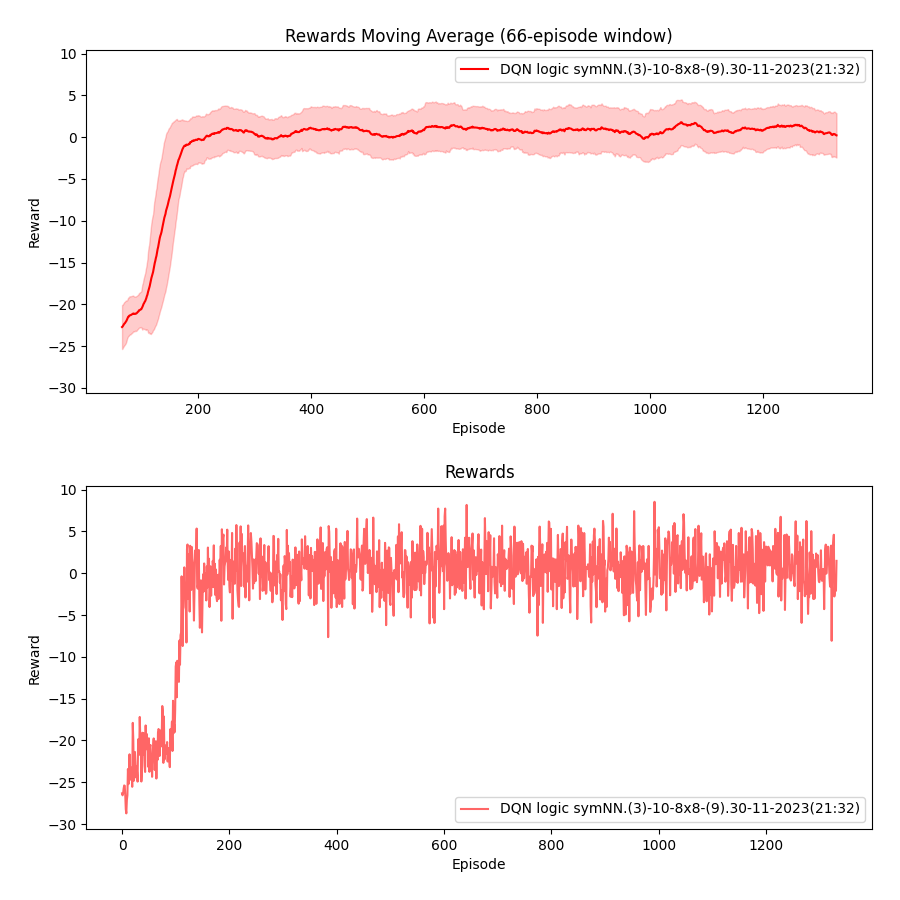 Rewards Moving Average (66-episode window)
DQN logic symNN.(3)-10-8x8-(9).30-11-2023(21:32)
10
5
0
−5
−10
−15
−20
−25
−30
Reward
200 400 600 800 1000 1200
Episode
Rewards
10
5
0
−5
−10
−15
−20
−25
−30
Reward
DQN logic symNN.(3)-10-8x8-(9).30-11-2023(21:32)
0 200 400 600 800 1000 1200
Episode